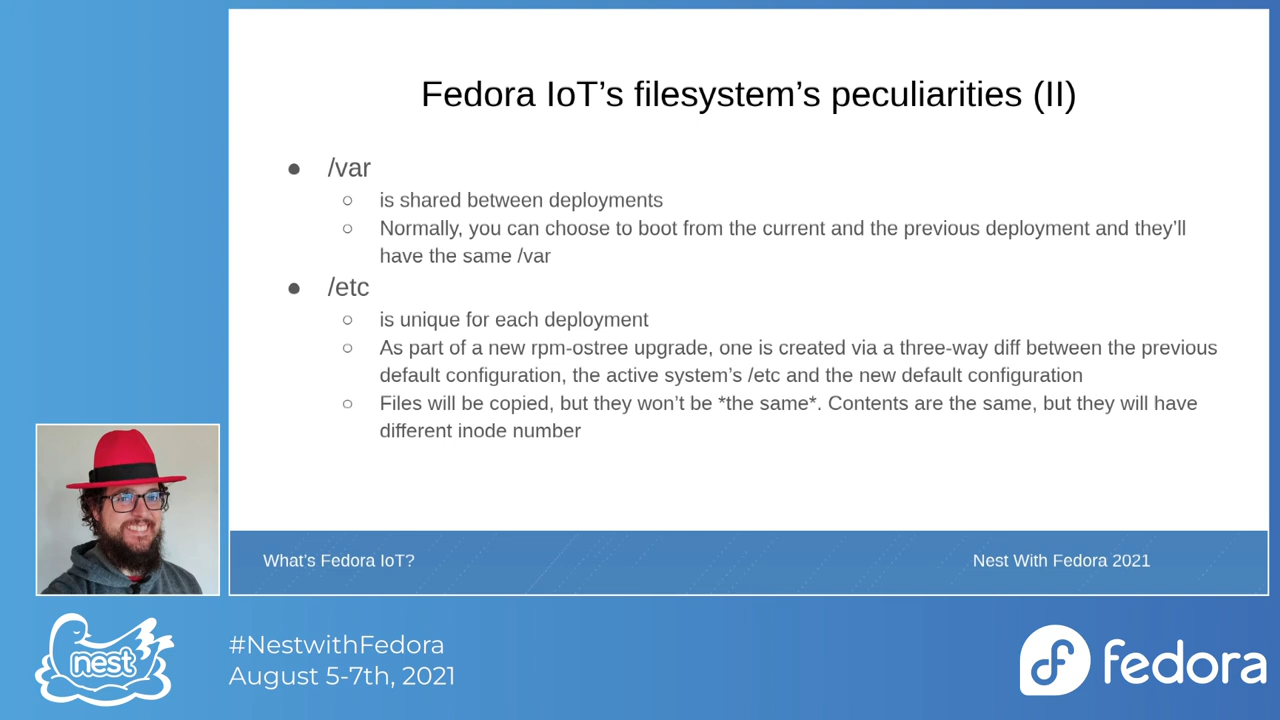 Fedora IoT’s filesystem’s peculiarities (II)
● /var
○ is shared between deployments
○ Normally, you can choose to boot from the current and the previous deployment and they’ll
have the same /var
● /etc
○ is unique for each deployment
○ As part of a new rpm-ostree upgrade, one is created via a three-way diff between the previous
default configuration, the active system’s /etc and the new default configuration
○ Files will be copied, but they won’t be *the same*. Contents are the same, but they will have
different inode number
What’s Fedora IoT?
Nest With Fedora 2021
nest
#NestwithFedora
August 5-7th, 2021
fedora